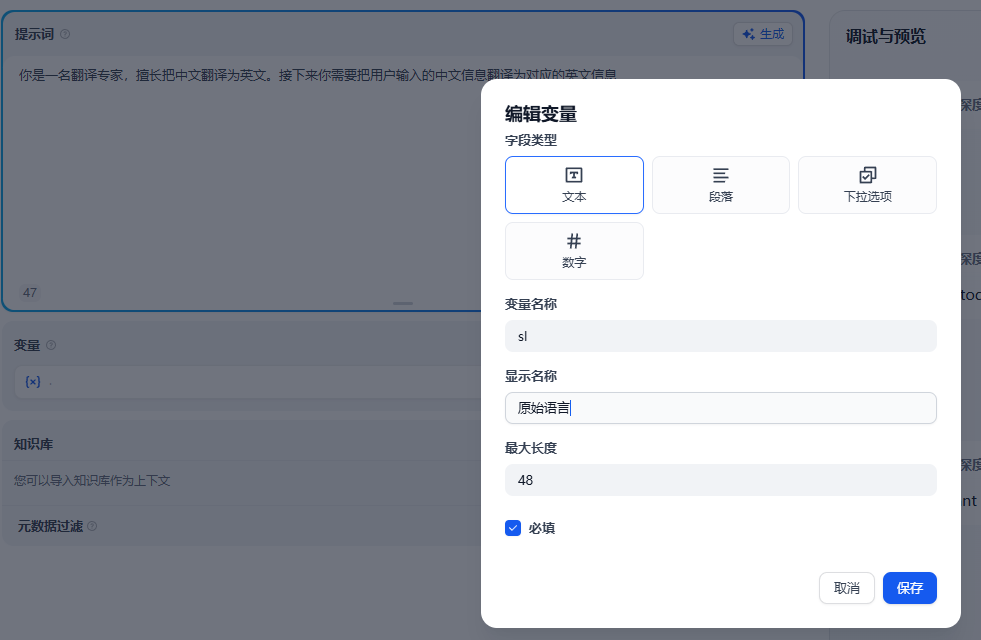 提示词
生成
调试与预览
你是一名翻译专家，擅长把中文翻译为英文。接下来你需要把用户输入的中文信息翻译为对应的英文信息
47
变量
{x}
知识库
您可以导入知识库作为上下文
元数据过滤
编辑变量
字段类型
文本
段落
下拉选项
数字
变量名称
sl
显示名称
原始语言
最大长度
48
必填
取消
保存
深度
深度
深度